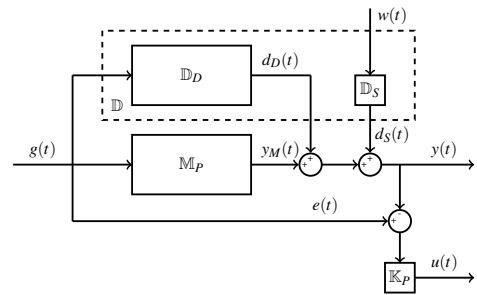 w(t)
𝔻_D
d_D(t)
𝔻
𝔻_S
d_S(t)
g(t)
𝕄_P
y_M(t)
+
+
+
+
y(t)
e(t)
-
+
𝕂_P
u(t)